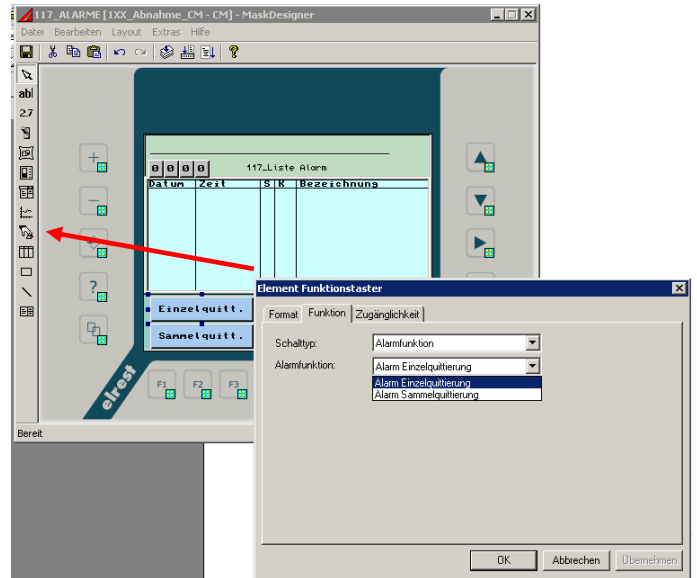 117_ALARME [1XX_Abnahme_CM - CM] - MaskDesigner
Datei Bearbeiten Layout Extras Hilfe
abl
2.7
0 0 0 0 117_Liste Alarm
Datum Zeit S K Bezeichnung
Einzelquitt.
Sammelquitt.
?
elrest
F1 F2 F3
Bereit
Element Funktionstaster
Format Funktion Zugänglichkeit
Schalttyp: Alarmfunktion
Alarmfunktion: Alarm Einzelquittierung
Alarm Einzelquittierung
Alarm Sammelquittierung
OK Abbrechen Übernehmen